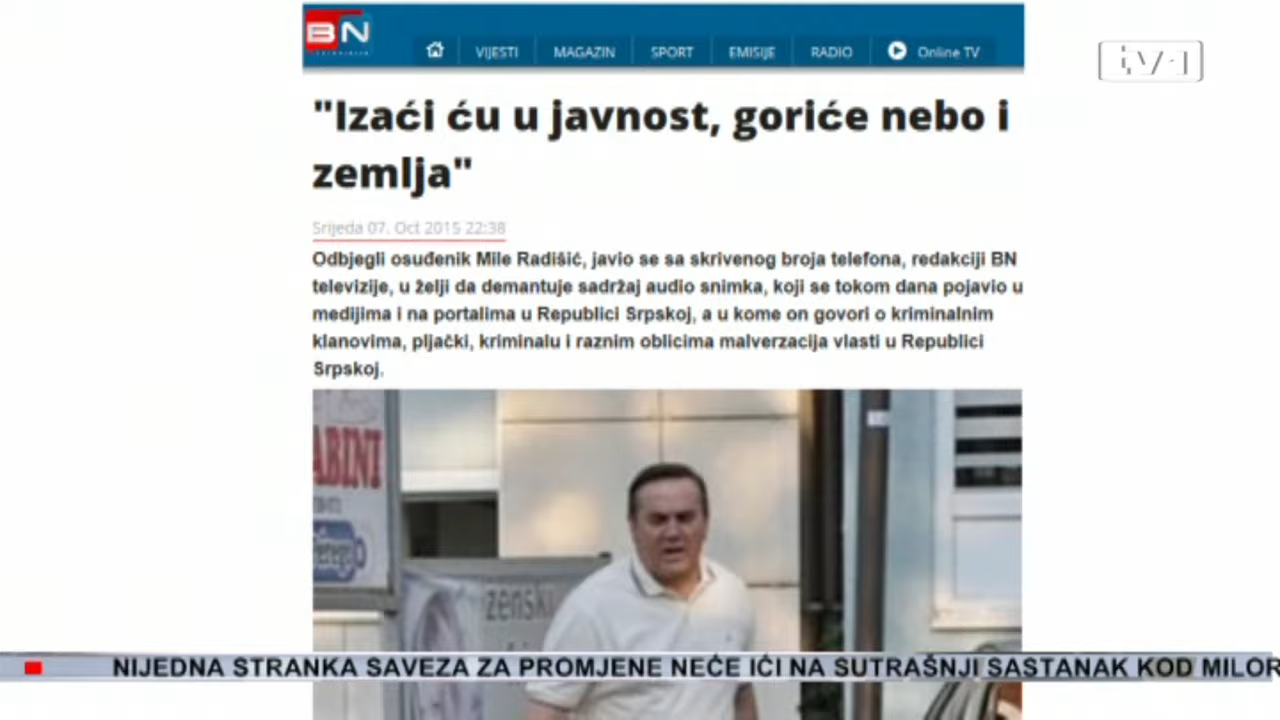 BN
VIJESTI MAGAZIN SPORT EMISIJE RADIO Online TV
tv1
"Izaći ću u javnost, goriće nebo i
zemlja"
Srijeda 07. Oct 2015 22:38
Odbjegli osuđenik Mile Radišić, javio se sa skrivenog broja telefona, redakciji BN
televizije, u želji da demantuje sadržaj audio snimka, koji se tokom dana pojavio u
medijima i na portalima u Republici Srpskoj, a u kome on govori o kriminalnim
klanovima, pljački, kriminalu i raznim oblicima malverzacija vlasti u Republici
Srpskoj.
ABINI
zenski
NIJEDNA STRANKA SAVEZA ZA PROMJENE NEĆE IĆI NA SUTRAŠNJI SASTANAK KOD MILOR